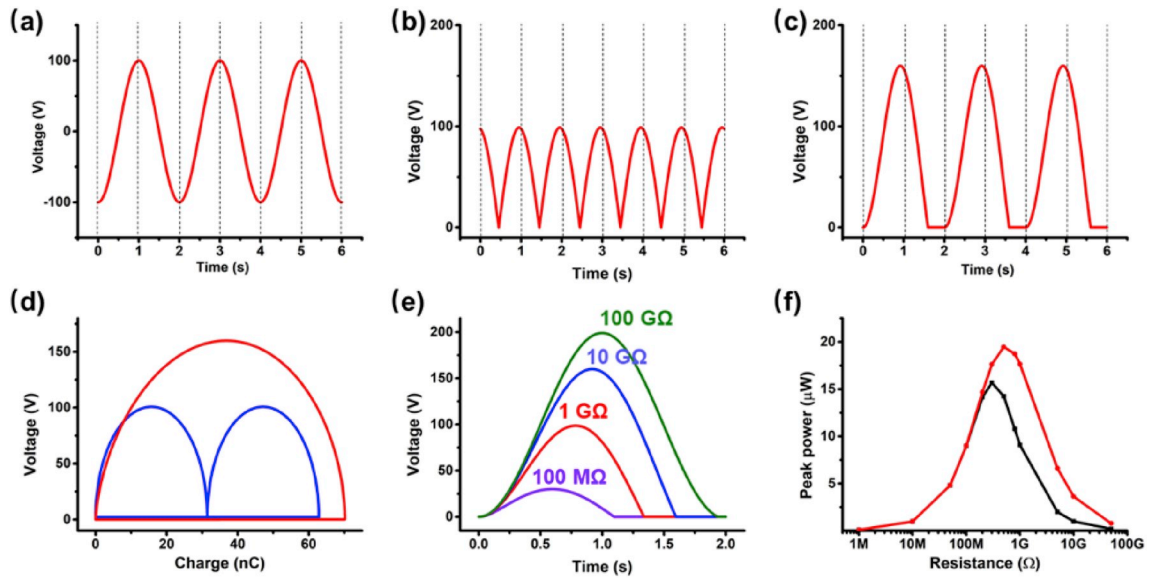 (a)
Voltage (V)
100
0
-100
0 1 2 3 4 5 6
Time (s)
(b)
Voltage (V)
200
100
0
0 1 2 3 4 5 6
Time (s)
(c)
Voltage (V)
200
100
0
0 1 2 3 4 5 6
Time (s)
(d)
Voltage (V)
150
100
50
0
0 20 40 60
Charge (nC)
(e)
Voltage (V)
200
150
100
50
0
100 GΩ
10 GΩ
1 GΩ
100 MΩ
0.0 0.5 1.0 1.5 2.0
Time (s)
(f)
Peak power (μW)
20
15
10
5
1M 10M 100M 1G 10G 100G
Resistance (Ω)